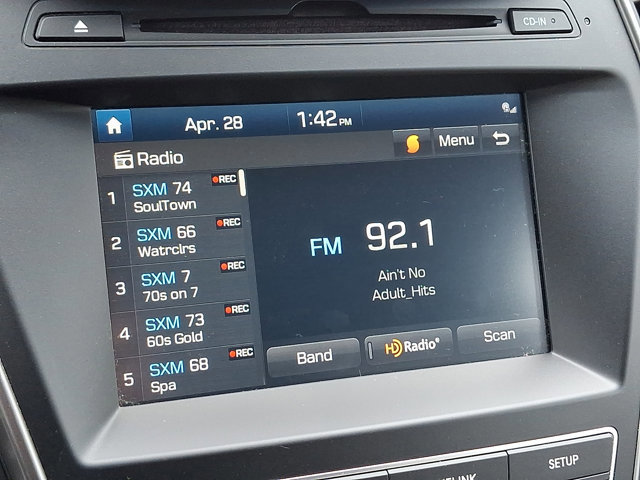 CD-IN
Apr. 28 1:42 PM
Radio Menu
1 SXM 74 REC
SoulTown
2 SXM 66 REC
Watrclrs
3 SXM 7 REC
70s on 7
4 SXM 73 REC
60s Gold
5 SXM 68 REC
Spa
FM 92.1
Ain't No
Adult_Hits
Band HD Radio® Scan
LINK SETUP